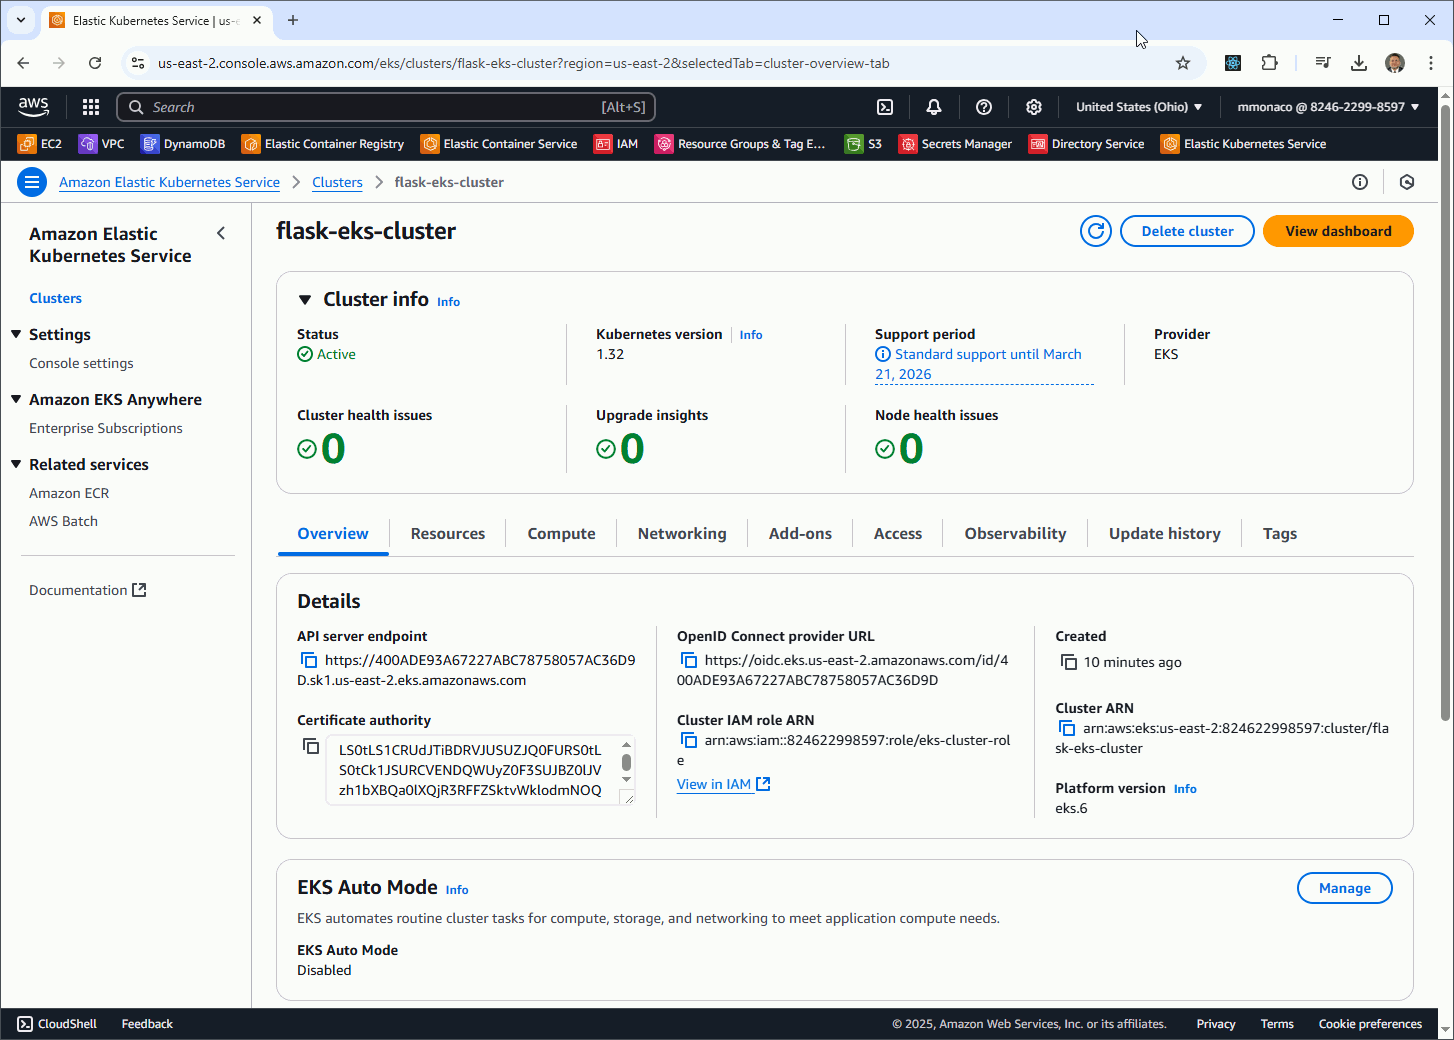 Elastic Kubernetes Service | us-e
us-east-2.console.aws.amazon.com/eks/clusters/flask-eks-cluster?region=us-east-2&selectedTab=cluster-overview-tab
aws
Search
[Alt+S]
United States (Ohio)
mmonaco @ 8246-2299-8597
EC2
VPC
DynamoDB
Elastic Container Registry
Elastic Container Service
IAM
Resource Groups & Tag E...
S3
Secrets Manager
Directory Service
Elastic Kubernetes Service
Amazon Elastic Kubernetes Service
Clusters
flask-eks-cluster
Amazon Elastic
Kubernetes Service
Clusters
Settings
Console settings
Amazon EKS Anywhere
Enterprise Subscriptions
Related services
Amazon ECR
AWS Batch
Documentation
flask-eks-cluster
Delete cluster
View dashboard
Cluster info Info
Status
Active
Kubernetes version Info
1.32
Support period
Standard support until March
21, 2026
Provider
EKS
Cluster health issues
0
Upgrade insights
0
Node health issues
0
Overview
Resources
Compute
Networking
Add-ons
Access
Observability
Update history
Tags
Details
API server endpoint
https://400ADE93A67227ABC78758057AC36D9
D.sk1.us-east-2.eks.amazonaws.com
Certificate authority
LS0tLS1CRUdJTiBDRVJUSUZJQ0FURS0tL
S0tCk1JSURCVENDQWUyZ0F3SUJBZ0lJV
zh1bXBQa0lXQjR3RFFZSktvWklodmNOQ
OpenID Connect provider URL
https://oidc.eks.us-east-2.amazonaws.com/id/4
00ADE93A67227ABC78758057AC36D9D
Cluster IAM role ARN
arn:aws:iam::824622998597:role/eks-cluster-rol
e
View in IAM
Created
10 minutes ago
Cluster ARN
arn:aws:eks:us-east-2:824622998597:cluster/fla
sk-eks-cluster
Platform version Info
eks.6
EKS Auto Mode Info
Manage
EKS automates routine cluster tasks for compute, storage, and networking to meet application compute needs.
EKS Auto Mode
Disabled
CloudShell
Feedback
© 2025, Amazon Web Services, Inc. or its affiliates.
Privacy
Terms
Cookie preferences